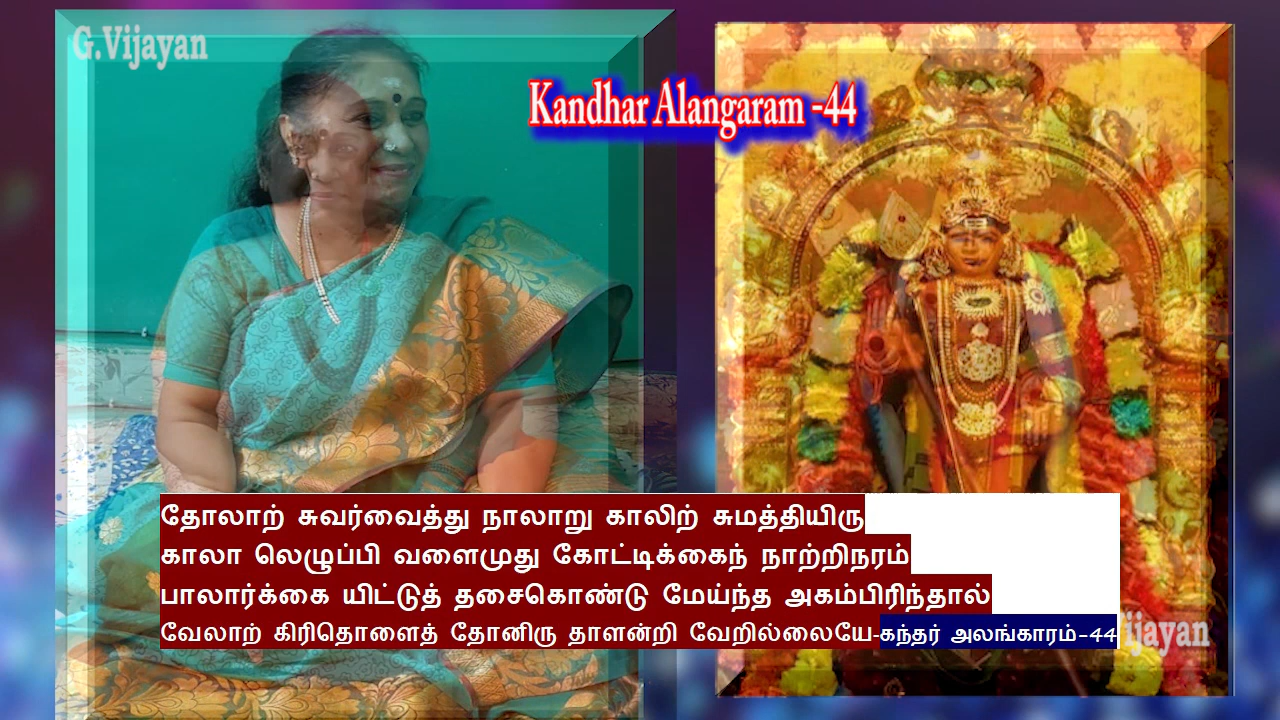 G.Vijayan
Kandhar Alangaram -44
தோலாற் சுவர்வைத்து நாலாறு காலிற் சுமத்தியிரு
காலா லெழுப்பி வளைமுது கோட்டிக்கைந் நாற்றிநரம்
பாலார்க்கை யிட்டுத் தசைகொண்டு மேய்ந்த அகம்பிரிந்தால்
வேலாற் கிரிதொளைத் தோனிரு தாளன்றி வேறில்லையே-கந்தர் அலங்காரம்-44
Vijayan